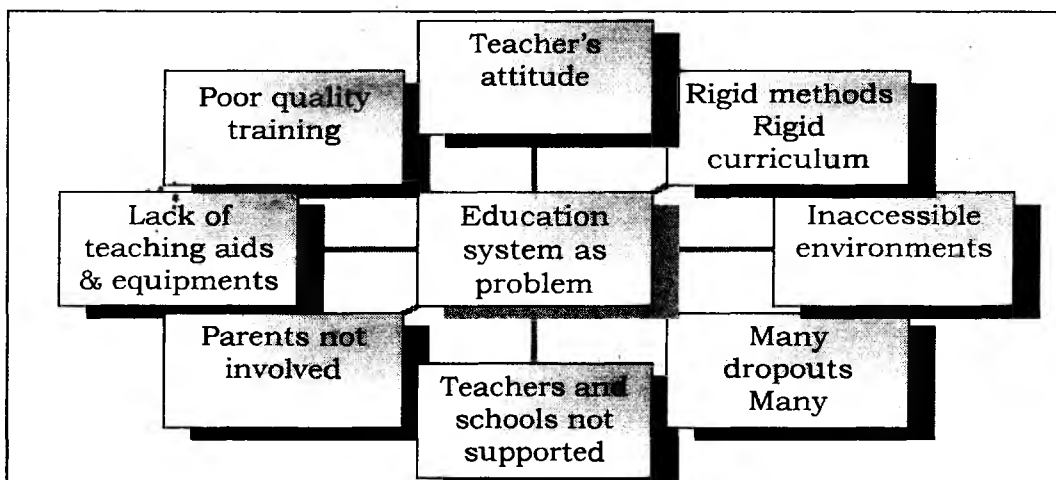 Teacher's
attitude
Poor quality
training
Rigid methods
Rigid
curriculum
Lack of
teaching aids
& equipments
Education
system as
problem
Inaccessible
environments
Parents not
involved
Teachers and
schools not
supported
Many
dropouts
Many